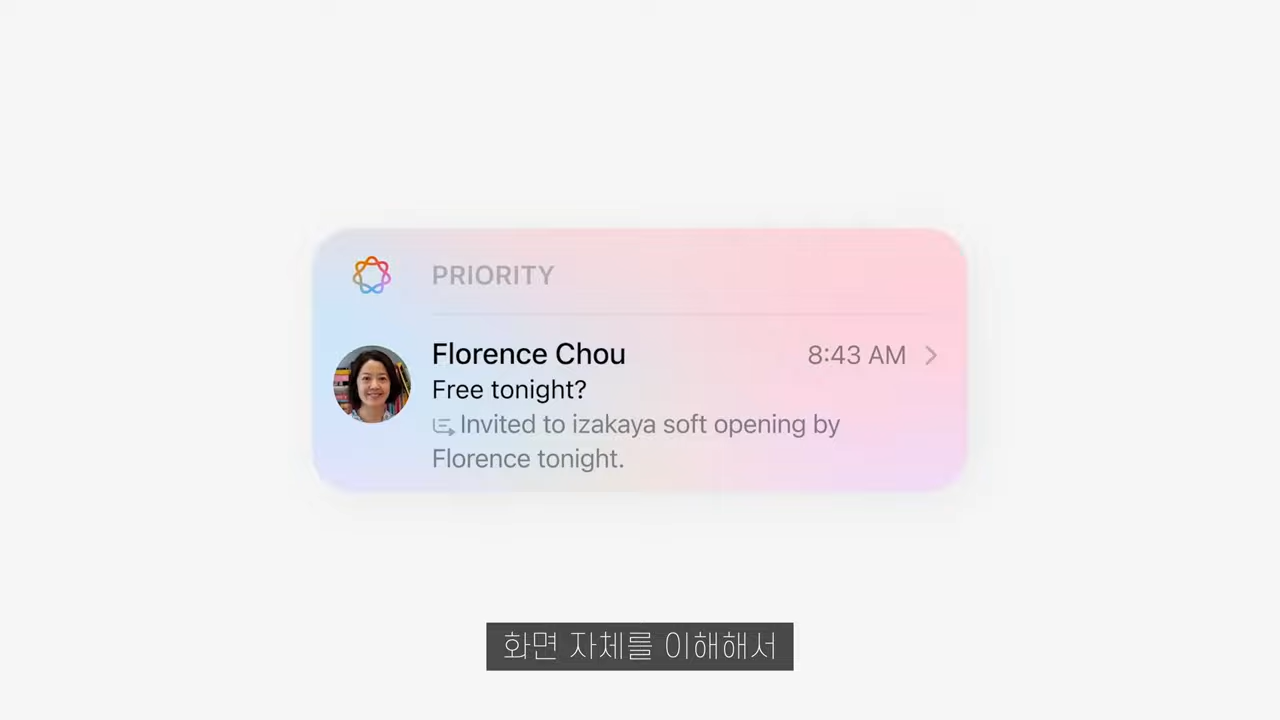 PRIORITY
Florence Chou
8:43 AM
Free tonight?
Invited to izakaya soft opening by
Florence tonight.
화면 자체를 이해해서